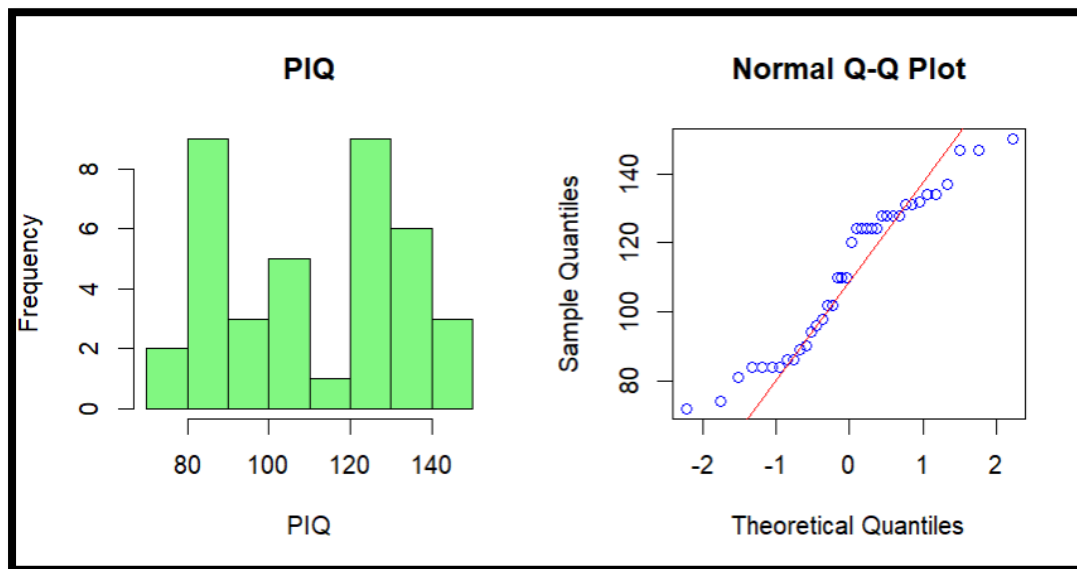 PIQ
Frequency
0
2
4
6
8
80 100 120 140
PIQ
Normal Q-Q Plot
Sample Quantiles
80
100
120
140
-2 -1 0 1 2
Theoretical Quantiles